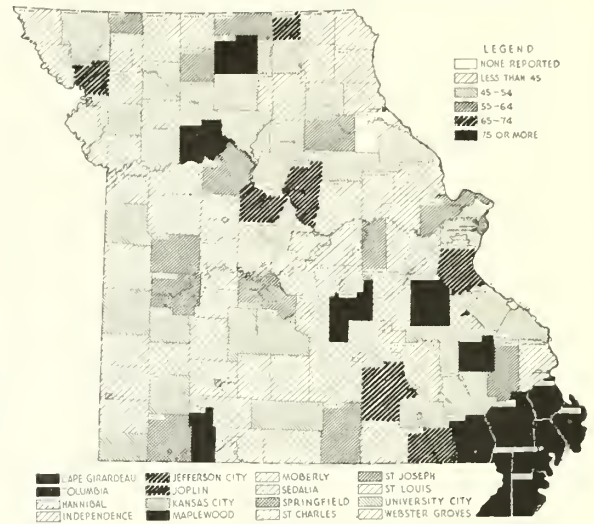 LEGEND
NONE REPORTED
LESS THAN 45
45-54
55-64
65-74
75 OR MORE
CAPE GIRARDEAU
COLUMBIA
HANNIBAL
INDEPENDENCE
JEFFERSON CITY
JOPLIN
KANSAS CITY
MAPLEWOOD
MOBERLY
SEDALIA
SPRINGFIELD
ST CHARLES
ST JOSEPH
ST LOUIS
UNIVERSITY CITY
WEBSTER GROVES